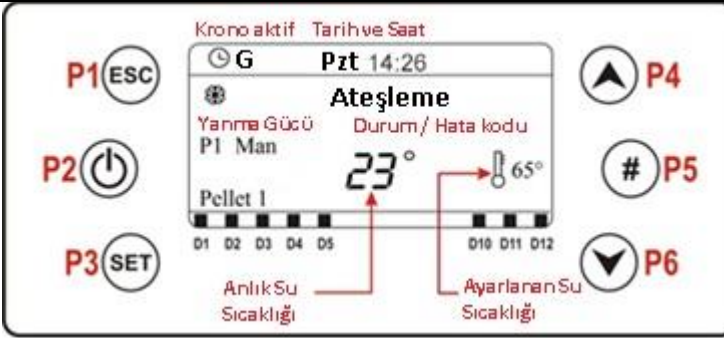 Krono aktif Tarih ve Saat
G Pzt 14:26
P1 ESC
P4
Ateşleme
Yanma Gücü Durum / Hata kodu
P1 Man
P2
23° 65°
# P5
Pellet 1
D1 D2 D3 D4 D5 D10 D11 D12
P3 SET
P6
Anlık Su
Sıcaklığı
Ayarlanan Su
Sıcaklığı